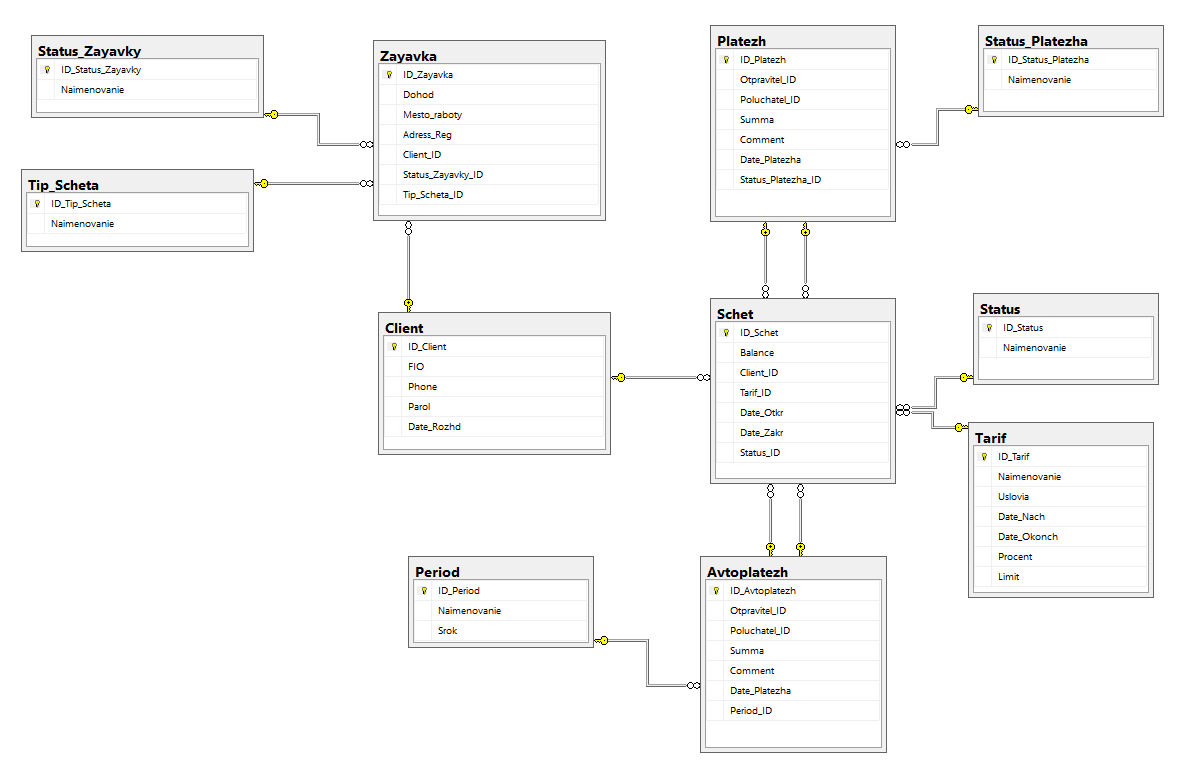 Status_Zayavky
ID_Status_Zayavky
Naimenovanie
Tip_Scheta
ID_Tip_Scheta
Naimenovanie
Zayavka
ID_Zayavka
Dohod
Mesto_raboty
Adress_Reg
Client_ID
Status_Zayavky_ID
Tip_Scheta_ID
Platezh
ID_Platezh
Otpravitel_ID
Poluchatel_ID
Summa
Comment
Date_Platezha
Status_Platezha_ID
Status_Platezha
ID_Status_Platezha
Naimenovanie
Client
ID_Client
FIO
Phone
Parol
Date_Rozhd
Schet
ID_Schet
Balance
Client_ID
Tarif_ID
Date_Otkr
Date_Zakr
Status_ID
Status
ID_Status
Naimenovanie
Tarif
ID_Tarif
Naimenovanie
Uslovia
Date_Nach
Date_Okonch
Procent
Limit
Period
ID_Period
Naimenovanie
Srok
Avtoplatezh
ID_Avtoplatezh
Otpravitel_ID
Poluchatel_ID
Summa
Comment
Date_Platezha
Period_ID